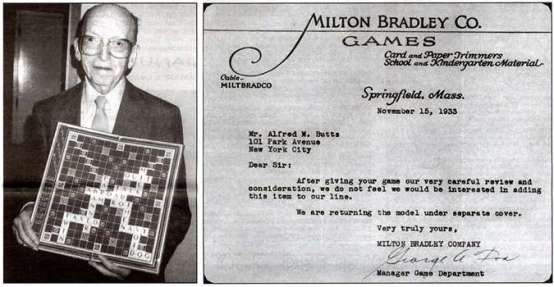 MILTON BRADLEY CO.
GAMES
Card and Paper Trimmers
School and Kindergarten Material
Cable-
MILTBRADCO
Springfield, Mass.
November 15, 1933
Mr. Alfred M. Butts
101 Park Avenue
New York City
Dear Sir:
After giving your game our very careful review and
consideration, we do not feel we would be interested in adding
this item to our line.
We are returning the model under separate cover.
Very truly yours,
MILTON BRADLEY COMPANY
George A. Fox
Manager Game Department